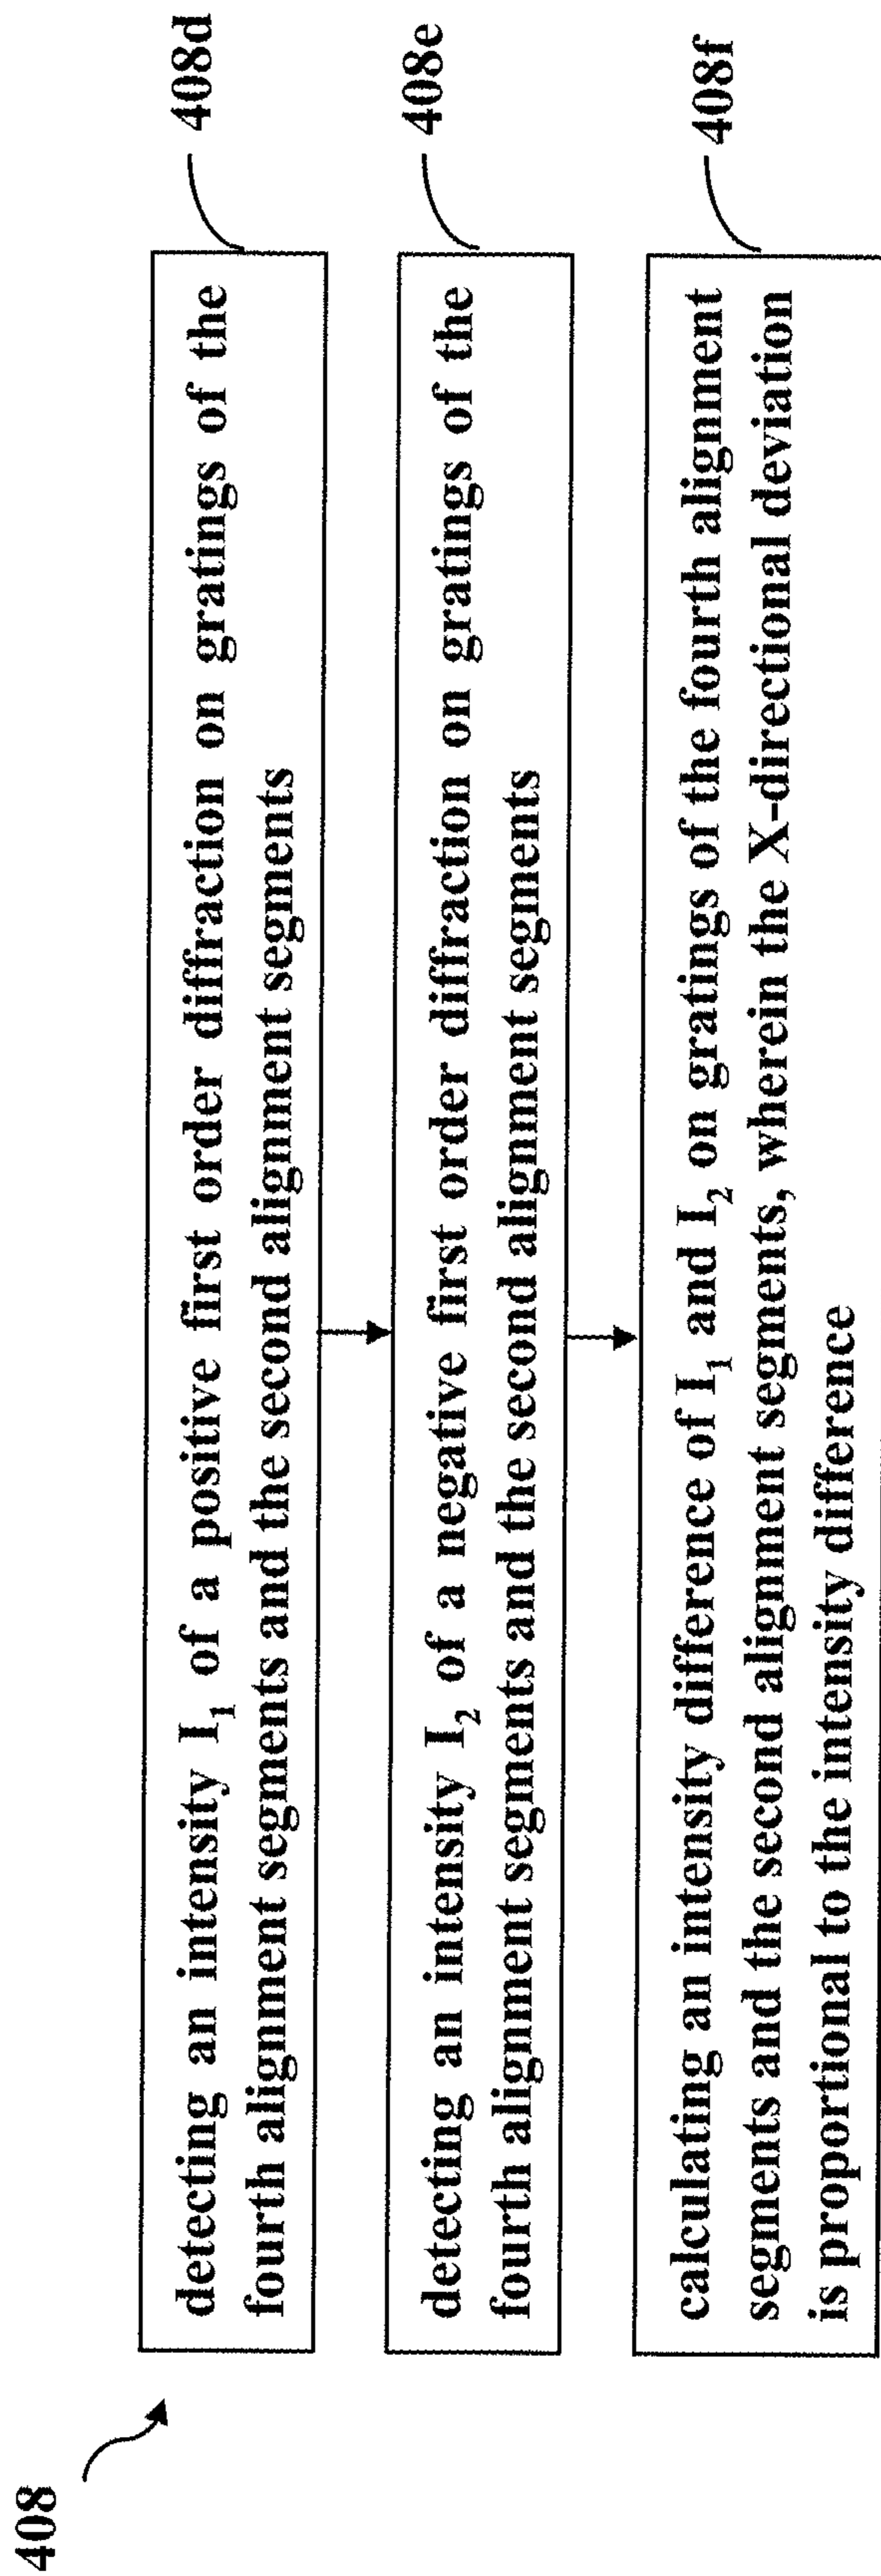 408
detecting an intensity I₁ of a positive first order diffraction on gratings of the
fourth alignment segments and the second alignment segments
408d
detecting an intensity I₂ of a negative first order diffraction on gratings of the
fourth alignment segments and the second alignment segments
408e
calculating an intensity difference of I₁ and I₂ on gratings of the fourth alignment
segments and the second alignment segments, wherein the X-directional deviation
is proportional to the intensity difference
408f